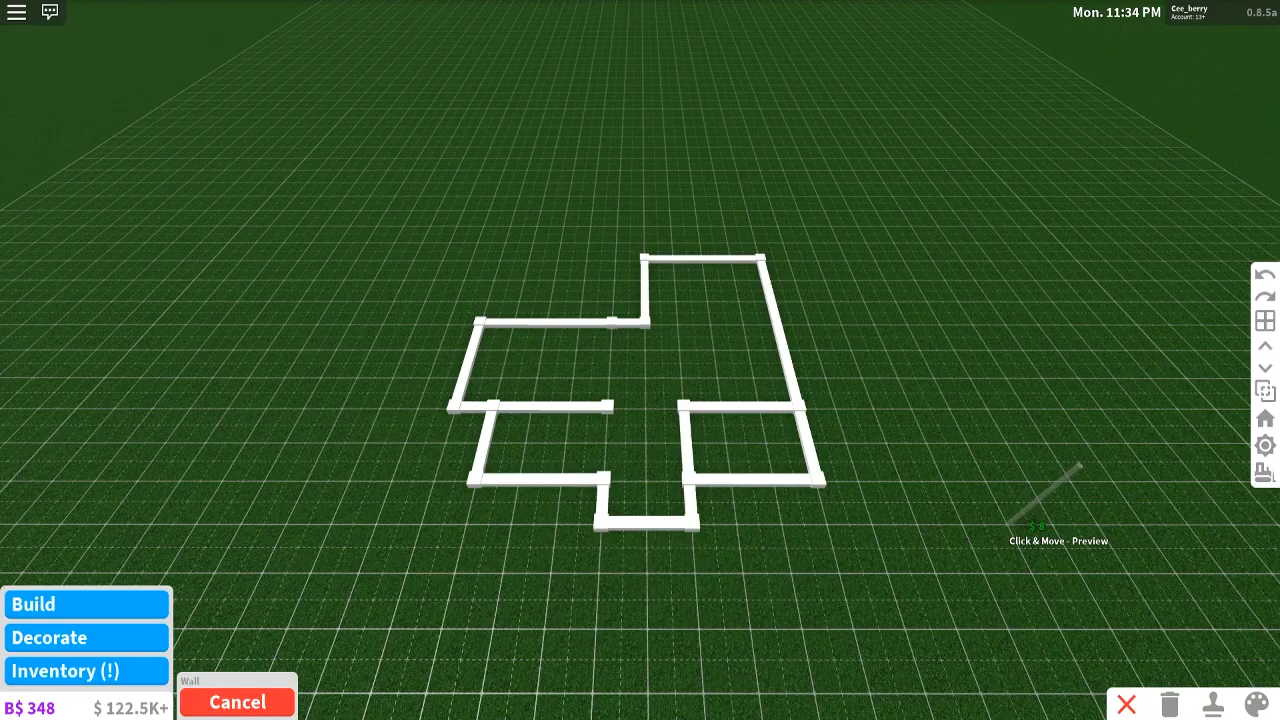 Mon. 11:34 PM
Cee_berry
Account: 13+
0.8.5a
$ 8
Click & Move - Preview
Build
Decorate
Inventory (!)
B$ 348
$ 122.5K+
Wall
Cancel